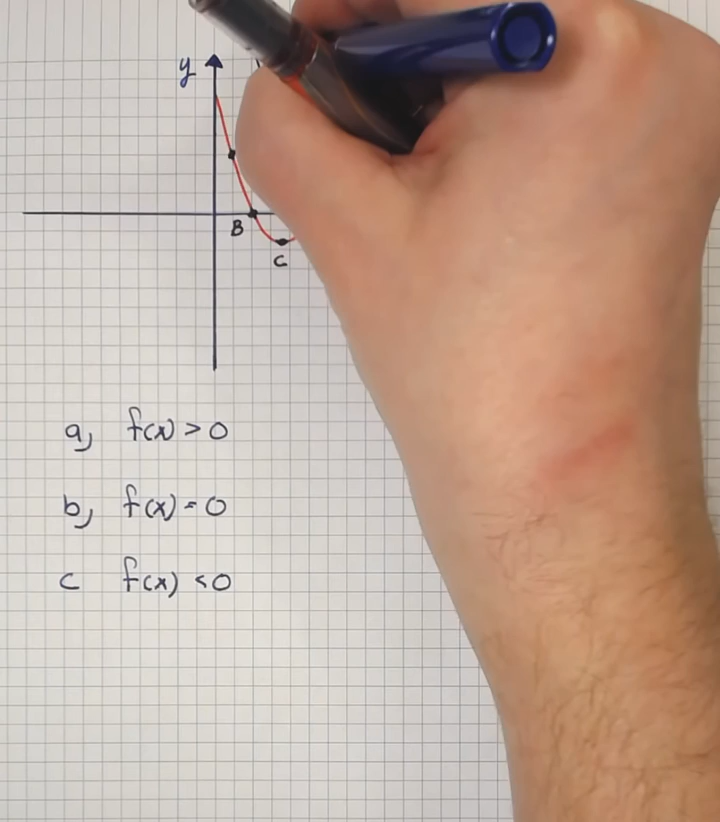 y
B
C
a) f(x) > 0
b) f(x) = 0
c f(x) < 0